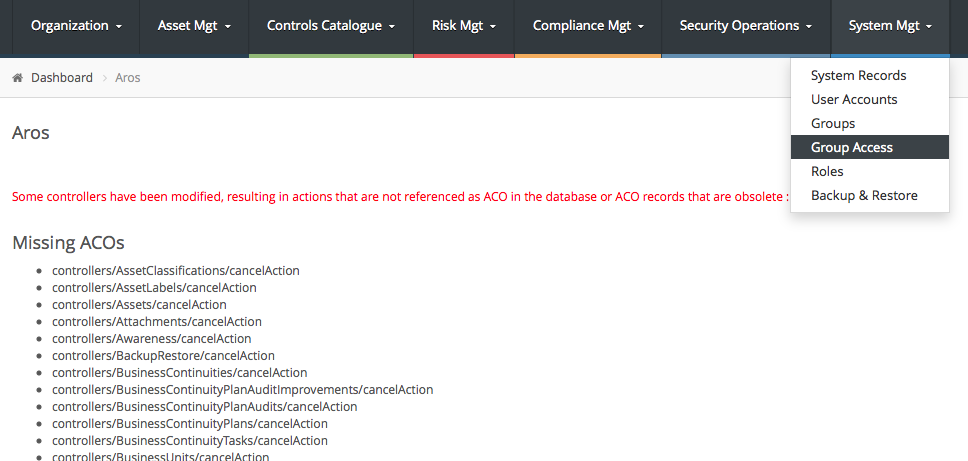 Organization Asset Mgt Controls Catalogue Risk Mgt Compliance Mgt Security Operations System Mgt
Dashboard Aros
System Records
User Accounts
Groups
Group Access
Roles
Backup & Restore
Aros
Some controllers have been modified, resulting in actions that are not referenced as ACO in the database or ACO records that are obsolete :
Missing ACOs
controllers/AssetClassifications/cancelAction
controllers/AssetLabels/cancelAction
controllers/Assets/cancelAction
controllers/Attachments/cancelAction
controllers/Awareness/cancelAction
controllers/BackupRestore/cancelAction
controllers/BusinessContinuities/cancelAction
controllers/BusinessContinuityPlanAuditImprovements/cancelAction
controllers/BusinessContinuityPlanAudits/cancelAction
controllers/BusinessContinuityPlans/cancelAction
controllers/BusinessContinuityTasks/cancelAction
controllers/BusinessUnits/cancelAction